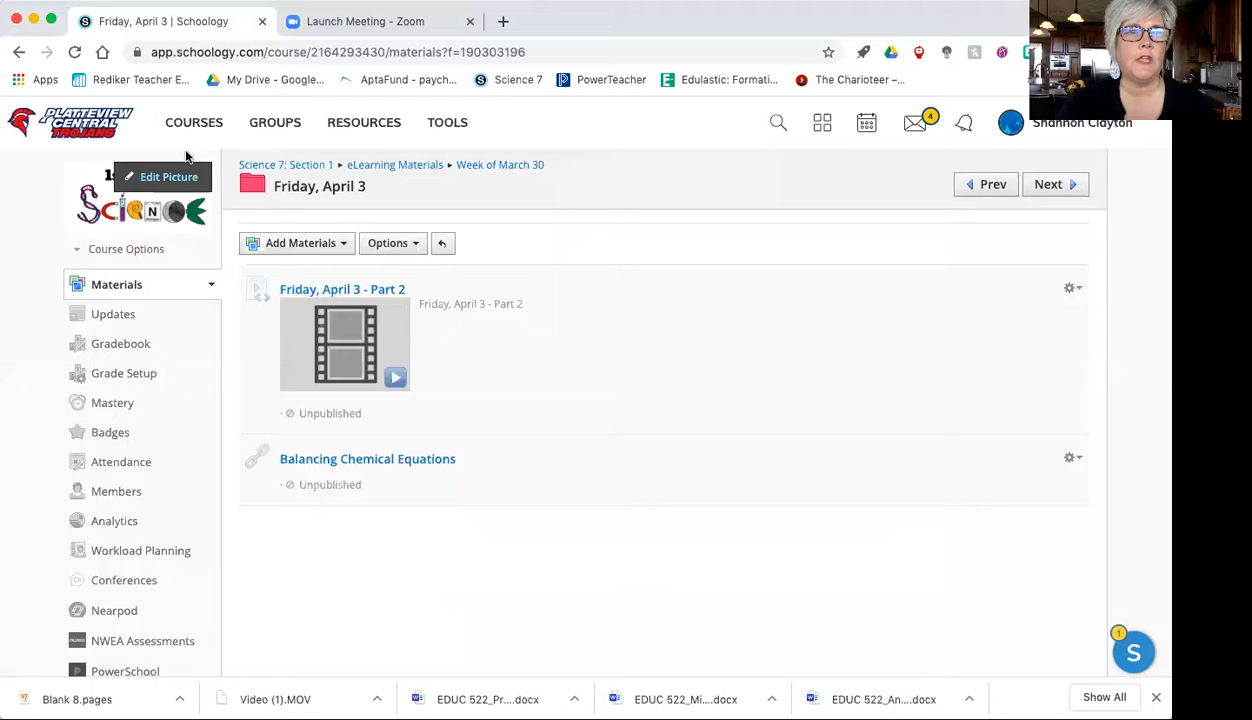 Friday, April 3 | Schoology
Launch Meeting - Zoom
app.schoology.com/course/2164293430/materials?f=190303196
Apps
Rediker Teacher E...
My Drive - Google...
AptaFund - paych...
Science 7
PowerTeacher
Edulastic: Formati...
The Charioteer –...
PLATTEVIEW
CENTRAL
TROJANS
COURSES
GROUPS
RESOURCES
TOOLS
4
Shannon Clayton
Edit Picture
SciENCE
Course Options
Materials
Updates
Gradebook
Grade Setup
Mastery
Badges
Attendance
Members
Analytics
Workload Planning
Conferences
Nearpod
NWEA Assessments
PowerSchool
Science 7: Section 1 ▸ eLearning Materials ▸ Week of March 30
Friday, April 3
Prev
Next
Add Materials
Options
Friday, April 3 - Part 2
Friday, April 3 - Part 2
· Unpublished
Balancing Chemical Equations
· Unpublished
1
S
Blank 8.pages
Video (1).MOV
EDUC 522_Pr....docx
EDUC 522_Mi....docx
EDUC 522_An....docx
Show All